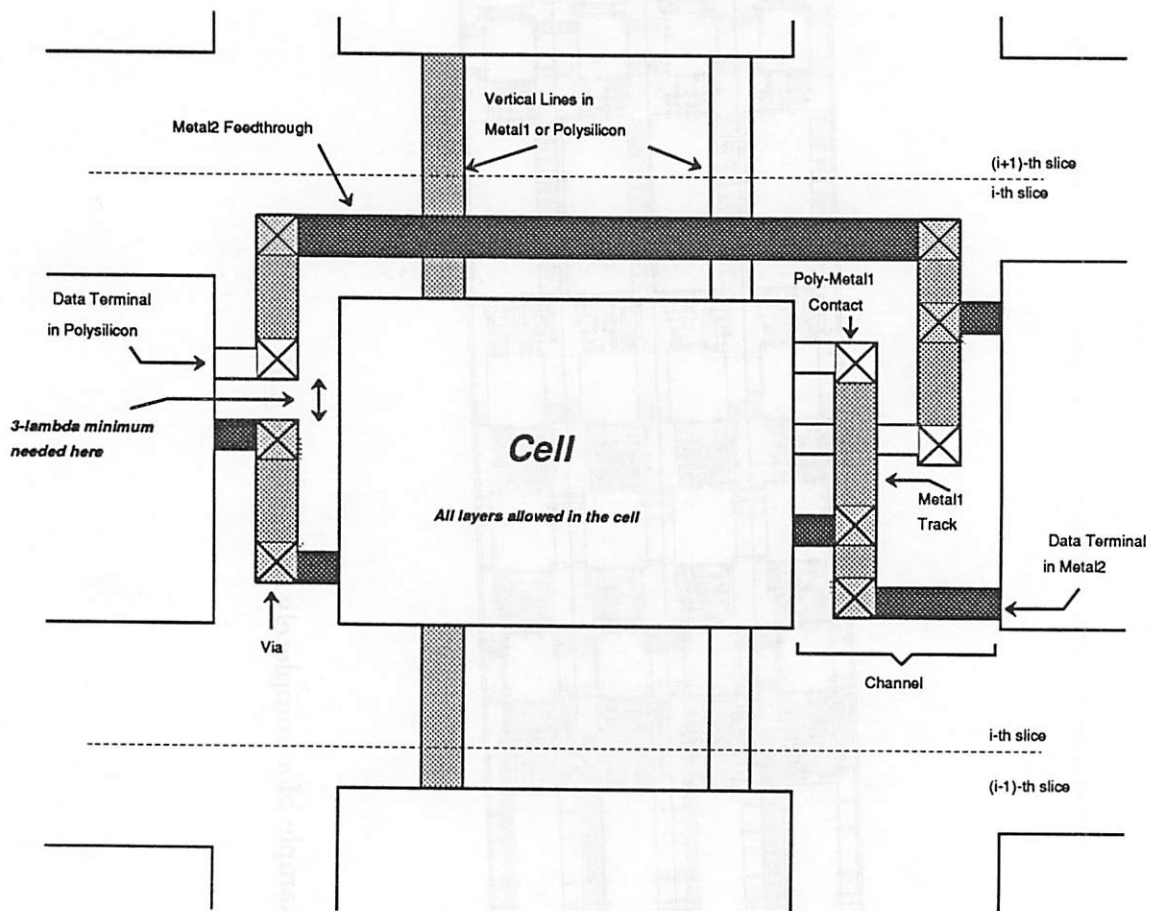 Vertical Lines in
Metal1 or Polysilicon
Metal2 Feedthrough
(i+1)-th slice
i-th slice
Data Terminal
in Polysilicon
Poly-Metal1
Contact
3-lambda minimum
needed here
Cell
All layers allowed in the cell
Metal1
Track
Data Terminal
in Metal2
Via
Channel
i-th slice
(i-1)-th slice